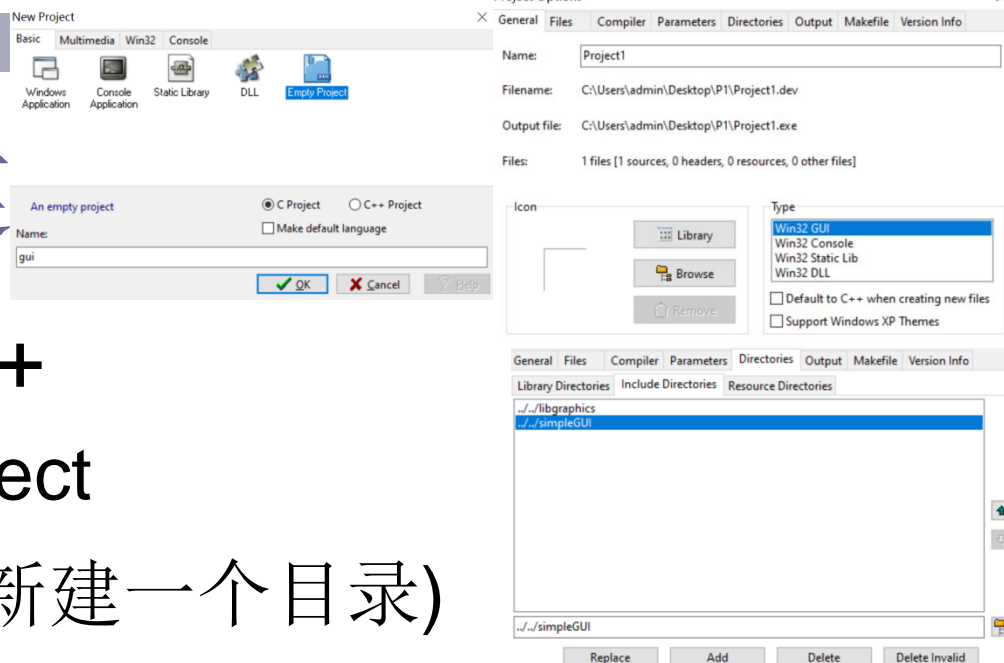 New Project
Basic Multimedia Win32 Console
Windows Application
Console Application
Static Library
DLL
Empty Project
An empty project
C Project C++ Project
Make default language
Name:
gui
OK Cancel Help
+
ect
新建一个目录)
General Files Compiler Parameters Directories Output Makefile Version Info
Name: Project1
Filename: C:\Users\admin\Desktop\P1\Project1.dev
Output file: C:\Users\admin\Desktop\P1\Project1.exe
Files: 1 files [1 sources, 0 headers, 0 resources, 0 other files]
Icon
Library
Browse
Remove
Type
Win32 GUI
Win32 Console
Win32 Static Lib
Win32 DLL
Default to C++ when creating new files
Support Windows XP Themes
General Files Compiler Parameters Directories Output Makefile Version Info
Library Directories Include Directories Resource Directories
../../libgraphics
../../simpleGUI
../../simpleGUI
Replace Add Delete Delete Invalid